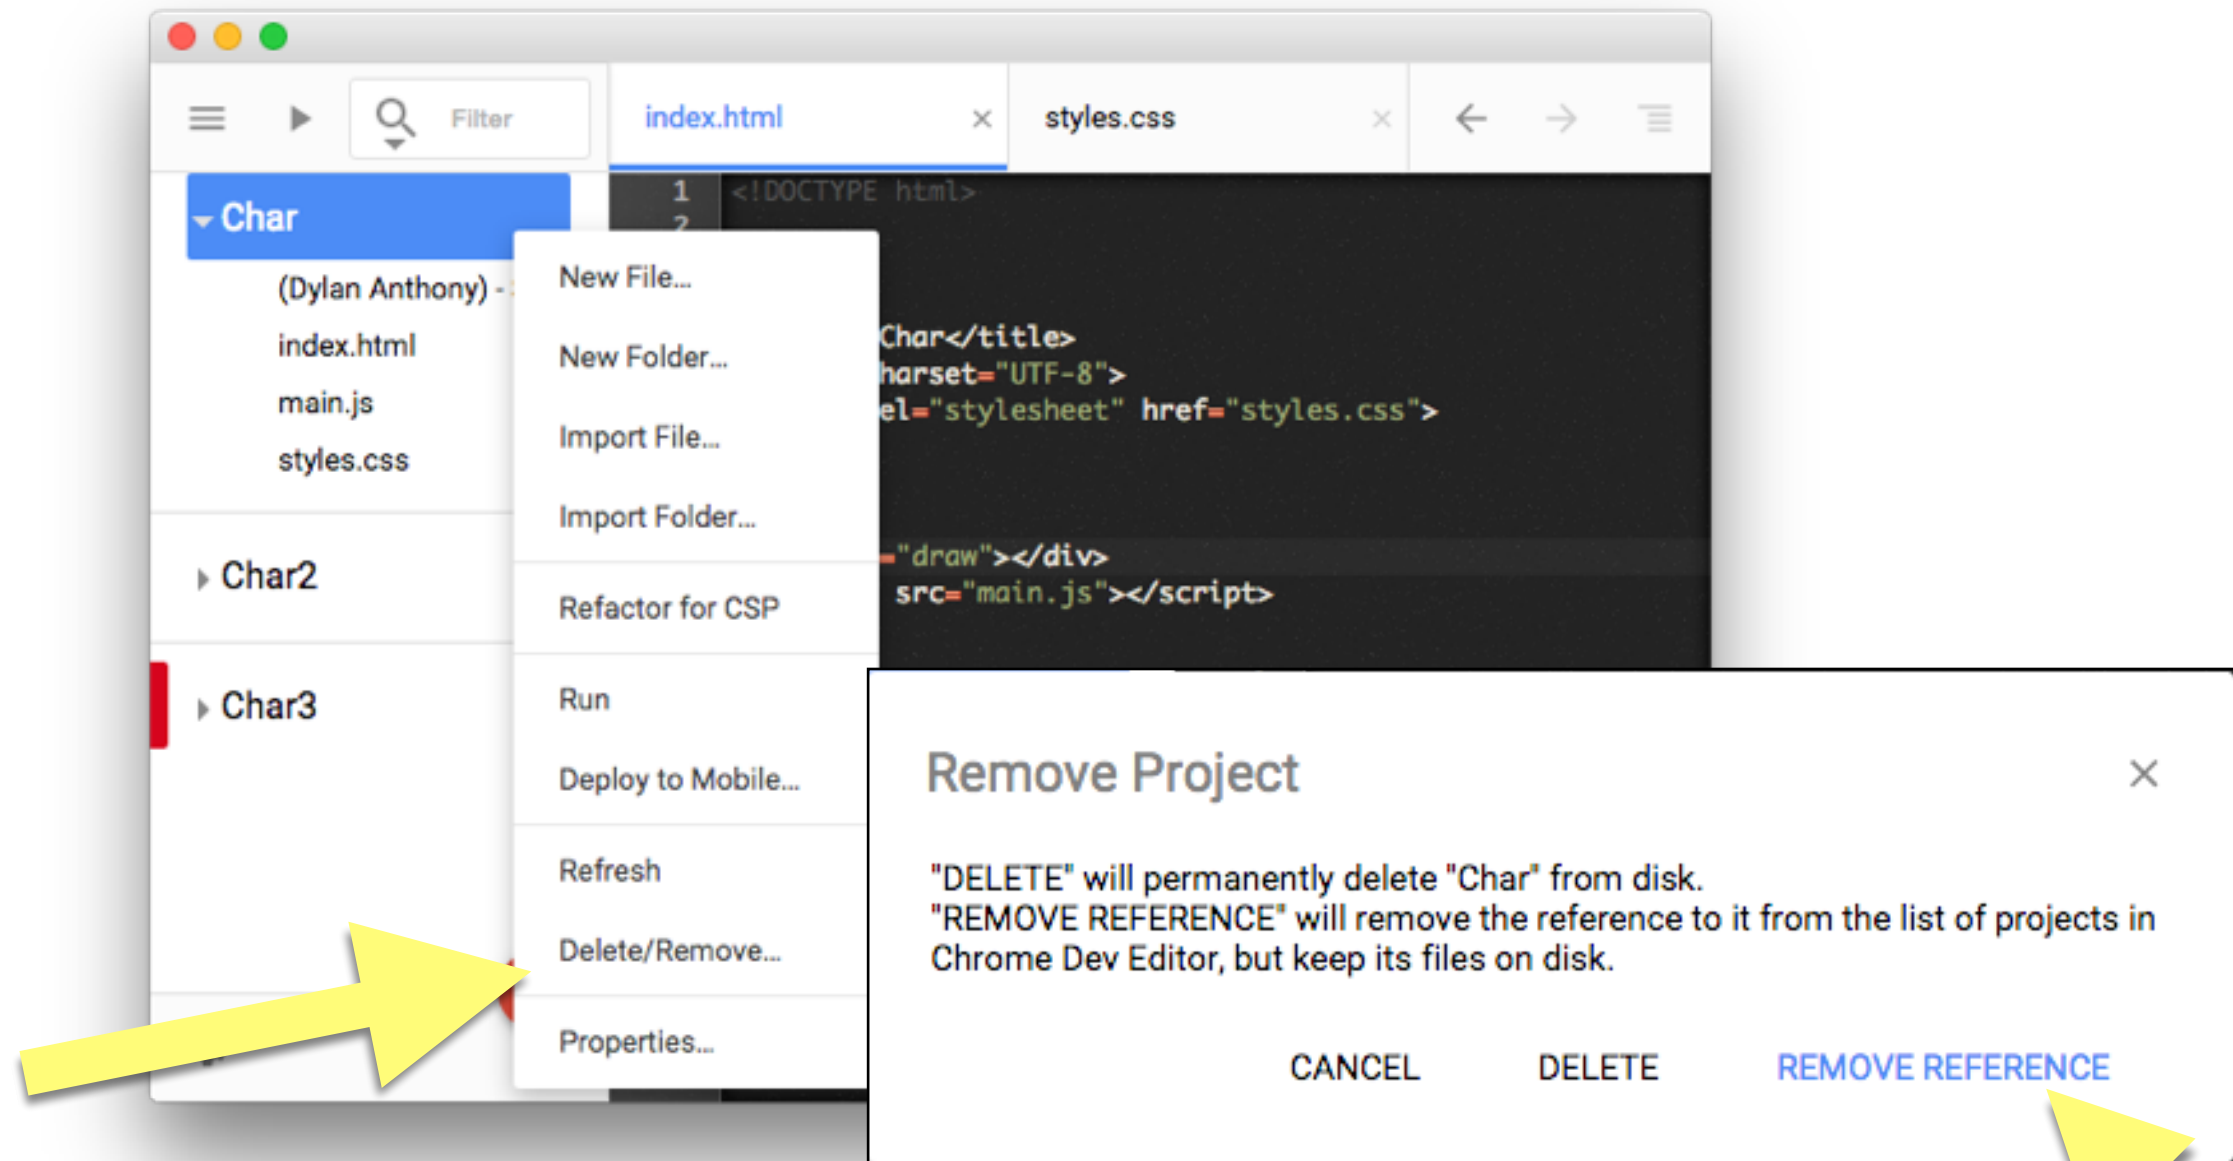 Filter
index.html
styles.css
Char
(Dylan Anthony) -
index.html
main.js
styles.css
Char2
Char3
1 <!DOCTYPE html>
2
Char</title>
harset="UTF-8">
el="stylesheet" href="styles.css">
="draw"></div>
src="main.js"></script>
New File...
New Folder...
Import File...
Import Folder...
Refactor for CSP
Run
Deploy to Mobile...
Refresh
Delete/Remove...
Properties...
Remove Project
"DELETE" will permanently delete "Char" from disk.
"REMOVE REFERENCE" will remove the reference to it from the list of projects in
Chrome Dev Editor, but keep its files on disk.
CANCEL DELETE REMOVE REFERENCE